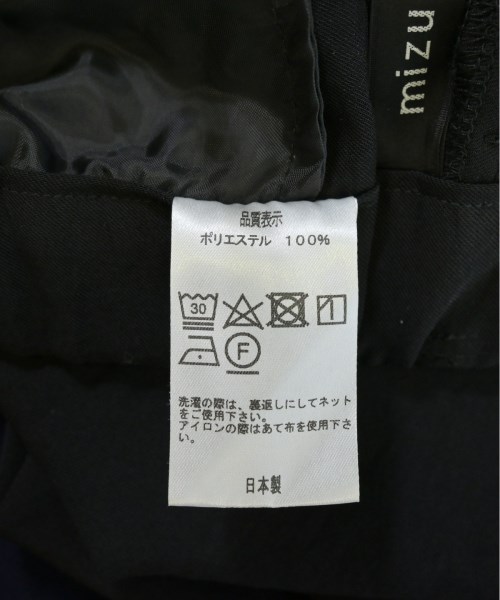 mizu
品質表示
ポリエステル 100%
30
F
洗濯の際は、裏返しにしてネット
をご使用下さい。
アイロンの際はあて布を使用下さ
い。
日本製